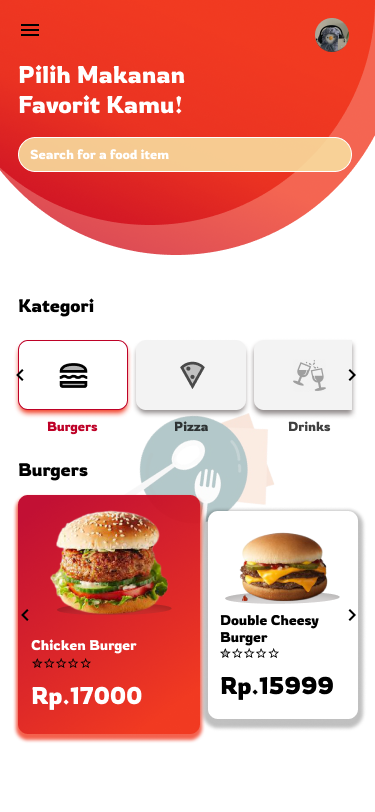 Pilih Makanan
Favorit Kamu!
Search for a food item
Kategori
Burgers
Pizza
Drinks
Burgers
Chicken Burger
Rp.17000
Double Cheesy
Burger
Rp.15999